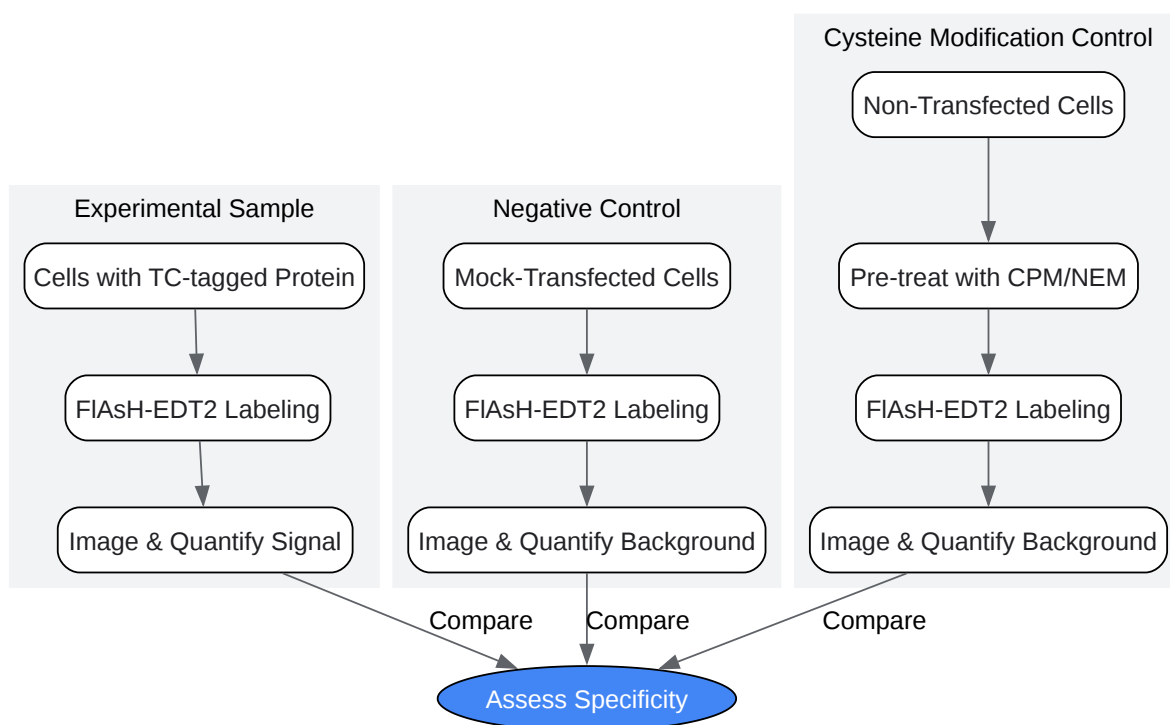 Cysteine Modification Control
Non-Transfected Cells
Experimental Sample
Negative Control
Cells with TC-tagged Protein
Mock-Transfected Cells
Pre-treat with CPM/NEM
FlAsH-EDT2 Labeling
FlAsH-EDT2 Labeling
FlAsH-EDT2 Labeling
Image & Quantify Signal
Image & Quantify Background
Image & Quantify Background
Compare
Compare
Compare
Assess Specificity